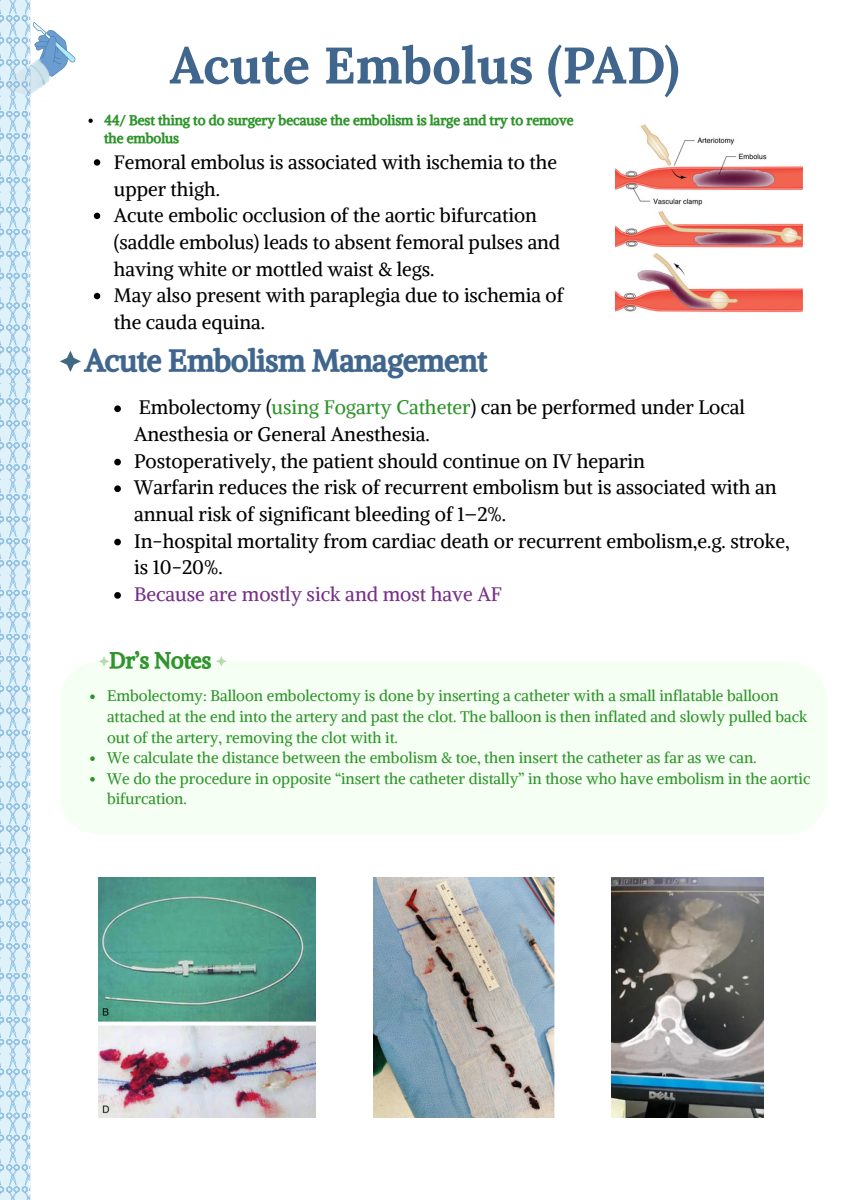 Acute Embolus (PAD)
• 44/ Best thing to do surgery because the embolism is large and try to remove
the embolus
• Femoral embolus is associated with ischemia to the
upper thigh.
• Acute embolic occlusion of the aortic bifurcation
(saddle embolus) leads to absent femoral pulses and
having white or mottled waist & legs.
• May also present with paraplegia due to ischemia of
the cauda equina.
Arteriotomy
Embolus
Vascular clamp
Acute Embolism Management
• Embolectomy (using Fogarty Catheter) can be performed under Local
Anesthesia or General Anesthesia.
• Postoperatively, the patient should continue on IV heparin
• Warfarin reduces the risk of recurrent embolism but is associated with an
annual risk of significant bleeding of 1–2%.
• In-hospital mortality from cardiac death or recurrent embolism,e.g. stroke,
is 10-20%.
• Because are mostly sick and most have AF
Dr's Notes
• Embolectomy: Balloon embolectomy is done by inserting a catheter with a small inflatable balloon
attached at the end into the artery and past the clot. The balloon is then inflated and slowly pulled back
out of the artery, removing the clot with it.
• We calculate the distance between the embolism & toe, then insert the catheter as far as we can.
• We do the procedure in opposite “insert the catheter distally” in those who have embolism in the aortic
bifurcation.
B
D
DELL